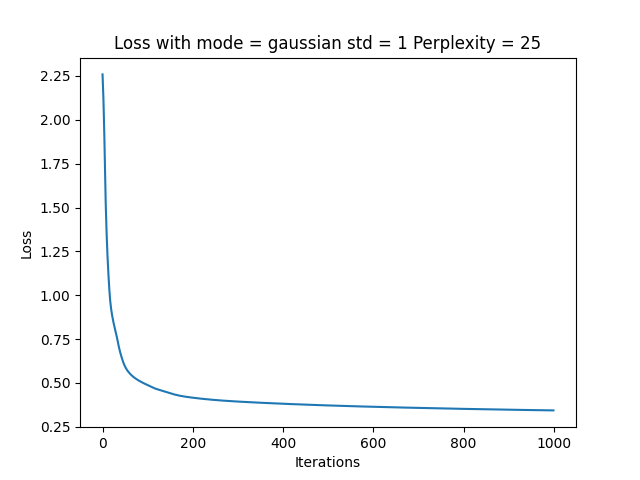 Loss with mode = gaussian std = 1 Perplexity = 25
2.25
2.00
1.75
1.50
1.25
1.00
0.75
0.50
0.25
Loss
0 200 400 600 800 1000
Iterations